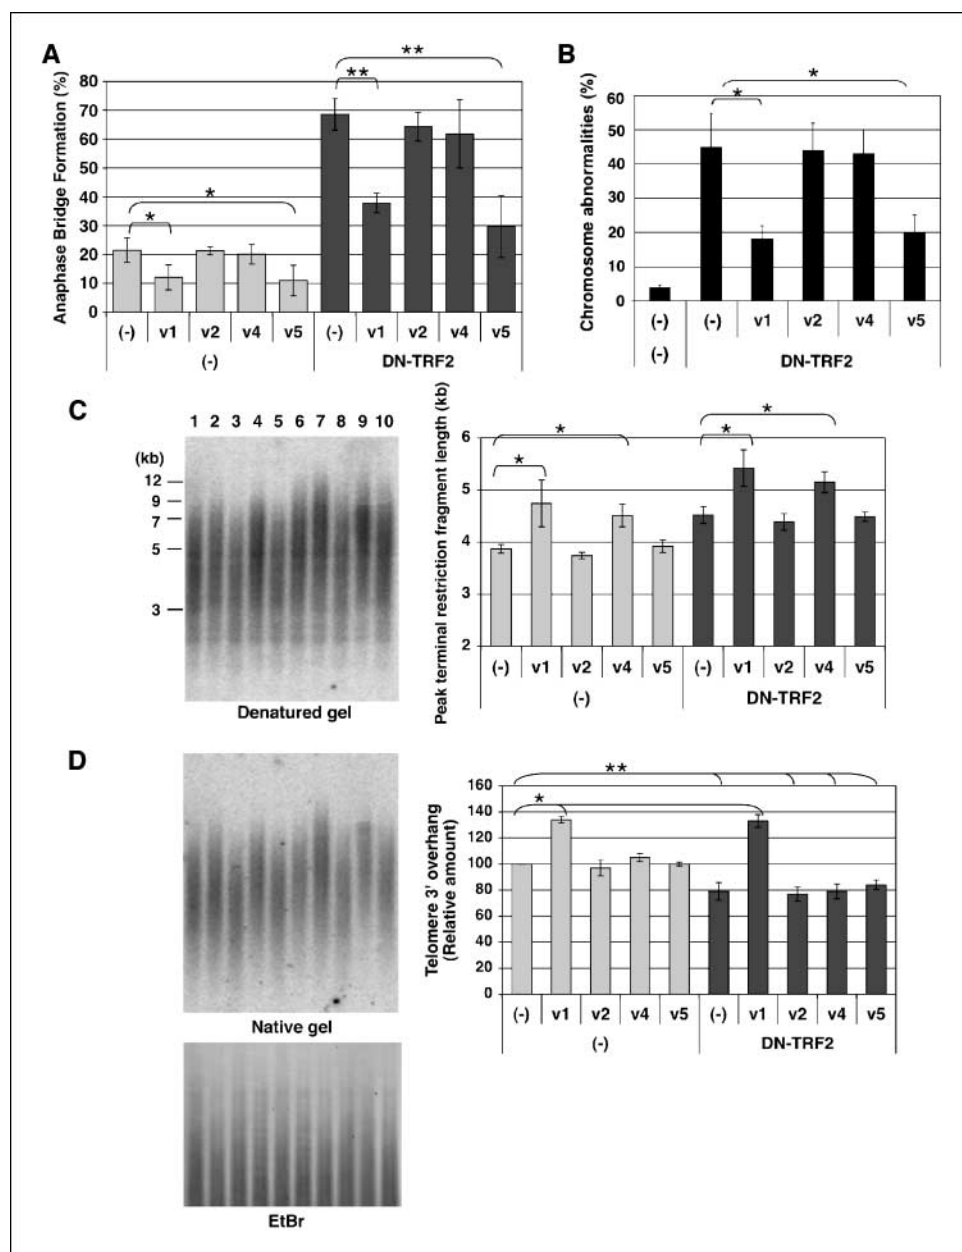 A
Anaphase Bridge Formation (%)
80
70
60
50
40
30
20
10
0
*
*
**
**
(-) v1 v2 v4 v5 (-) v1 v2 v4 v5
(-) DN-TRF2
B
Chromosome abnormalities (%)
60
50
40
30
20
10
0
*
*
(-) (-) v1 v2 v4 v5
(-) DN-TRF2
C
1 2 3 4 5 6 7 8 9 10
(kb)
12
9
7
5
3
Denatured gel
Peak terminal restriction fragment length (kb)
6
5
4
3
2
*
*
*
*
(-) v1 v2 v4 v5 (-) v1 v2 v4 v5
(-) DN-TRF2
D
Native gel
EtBr
Telomere 3' overhang
(Relative amount)
160
140
120
100
80
60
40
20
0
**
*
(-) v1 v2 v4 v5 (-) v1 v2 v4 v5
(-) DN-TRF2